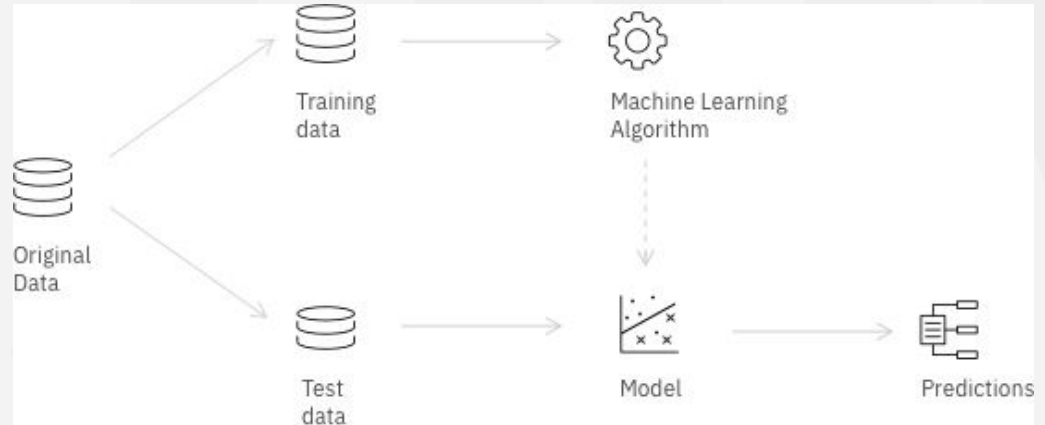 Training
data
Machine Learning
Algorithm
Original
Data
Test
data
Model
Predictions